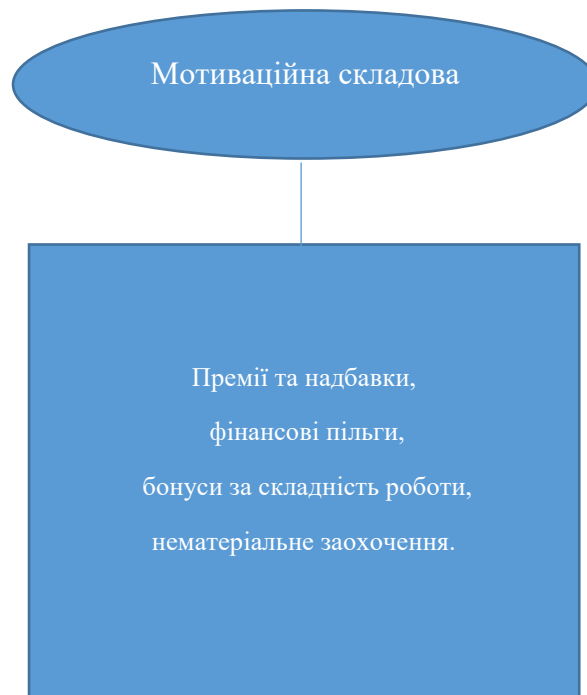 Мотиваційна складова
Премії та надбавки,
фінансові пільги,
бонуси за складність роботи,
нематеріальне заохочення.